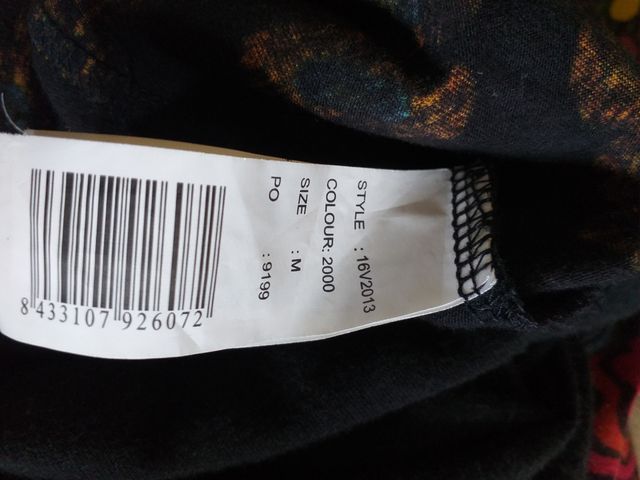 STYLE : 16V2013
COLOUR: 2000
SIZE : M
PO : 9199
8 433107 926072